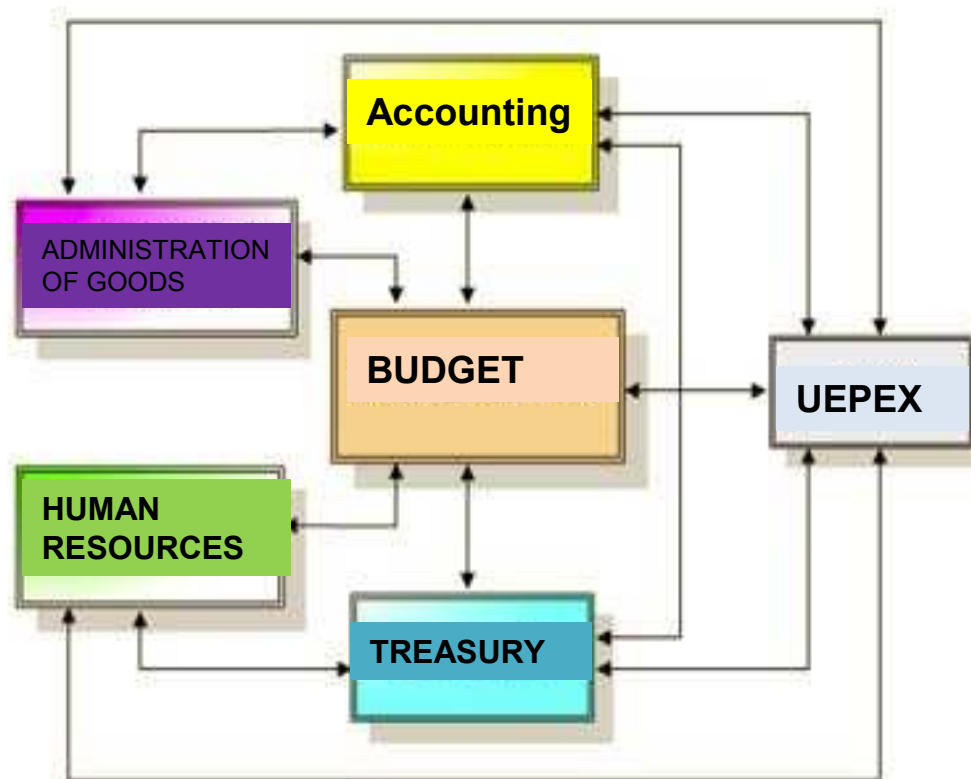 Accounting
ADMINISTRATION
OF GOODS
BUDGET
UEPEX
HUMAN
RESOURCES
TREASURY